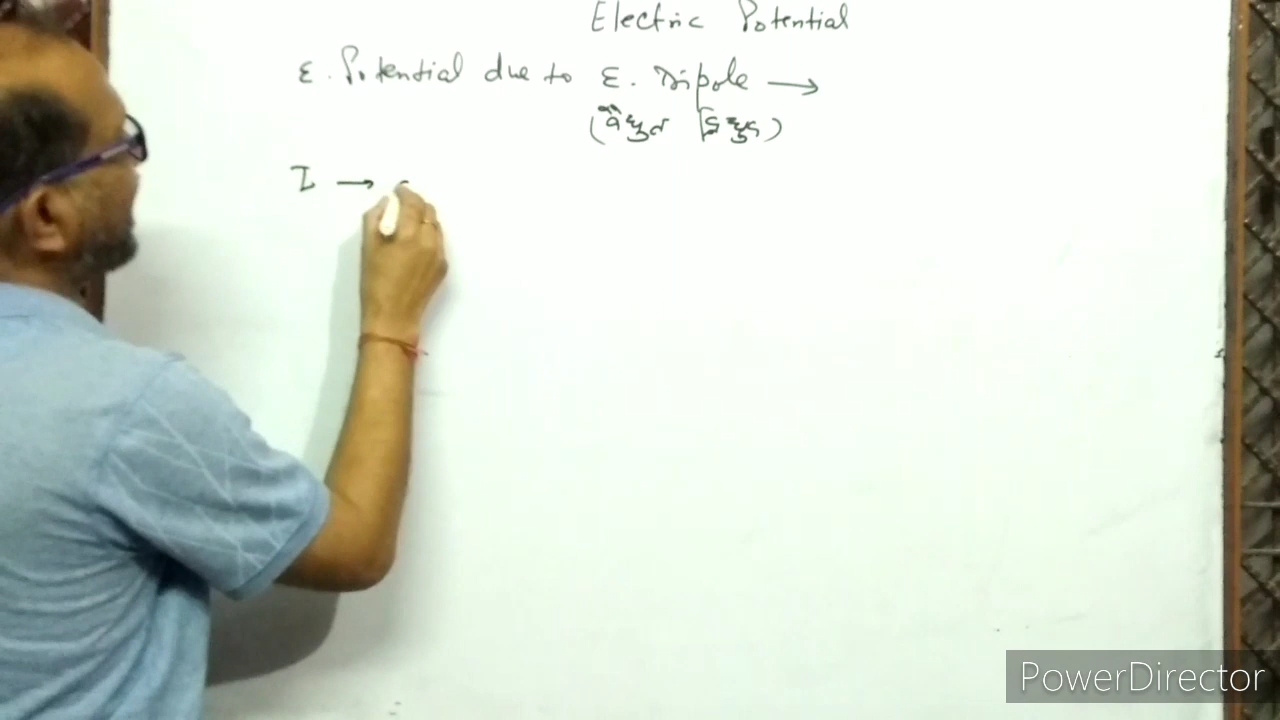 Electric Potential
E. Potential due to E. Dipole →
(वैद्युत द्विध्रुव)
I →
PowerDirector